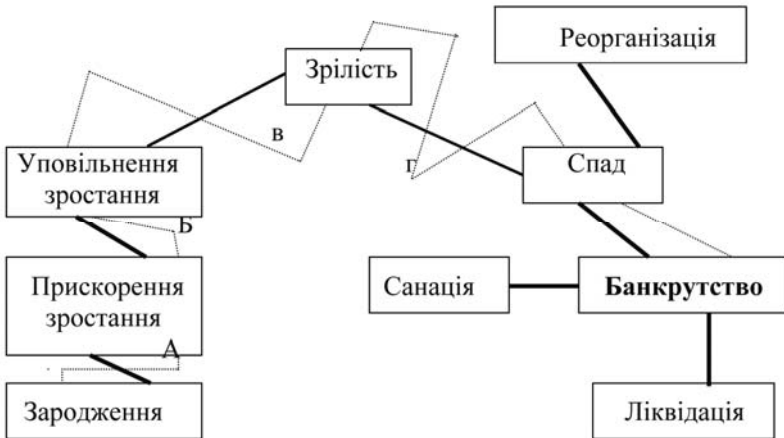 Реорганізація
Зрілість
в
г
Уповільнення
зростання
Спад
Б
Прискорення
зростання
Санація
Банкрутство
А
Зародження
Ліквідація